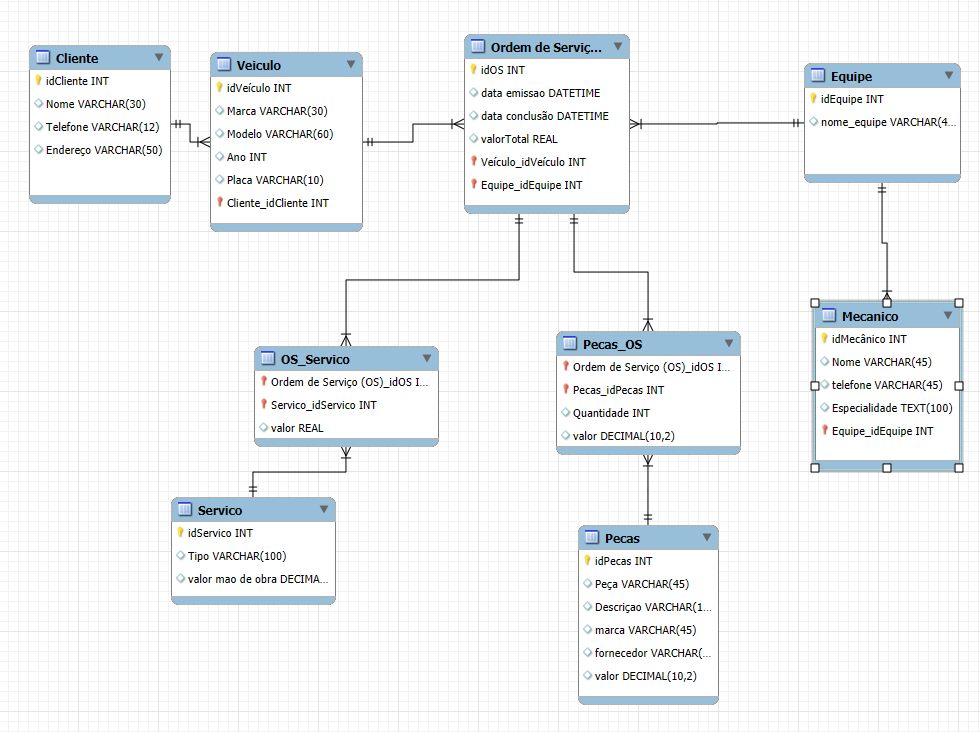 Cliente
idCliente INT
Nome VARCHAR(30)
Telefone VARCHAR(12)
Endereço VARCHAR(50)
Veiculo
idVeículo INT
Marca VARCHAR(30)
Modelo VARCHAR(60)
Ano INT
Placa VARCHAR(10)
Cliente_idCliente INT
Ordem de Serviç...
idOS INT
data emissao DATETIME
data conclusão DATETIME
valorTotal REAL
Veículo_idVeículo INT
Equipe_idEquipe INT
Equipe
idEquipe INT
nome_equipe VARCHAR(4...
OS_Servico
Ordem de Serviço (OS)_idOS I...
Servico_idServico INT
valor REAL
Pecas_OS
Ordem de Serviço (OS)_idOS I...
Pecas_idPecas INT
Quantidade INT
valor DECIMAL(10,2)
Mecanico
idMecânico INT
Nome VARCHAR(45)
telefone VARCHAR(45)
Especialidade TEXT(100)
Equipe_idEquipe INT
Servico
idServico INT
Tipo VARCHAR(100)
valor mao de obra DECIMA...
Pecas
idPecas INT
Peça VARCHAR(45)
Descriçao VARCHAR(1...
marca VARCHAR(45)
fornecedor VARCHAR(...
valor DECIMAL(10,2)